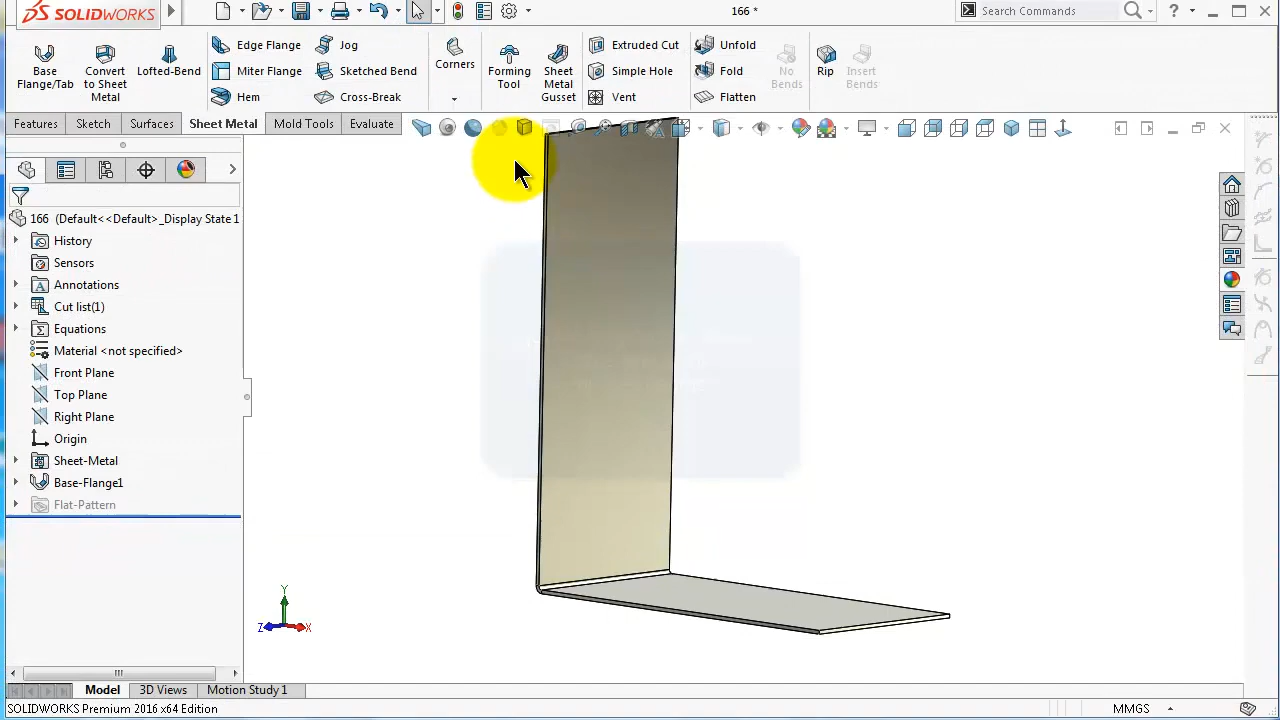 SOLIDWORKS
166 *
Search Commands
?
Base Flange/Tab
Convert to Sheet Metal
Lofted-Bend
Edge Flange
Miter Flange
Hem
Jog
Sketched Bend
Cross-Break
Corners
Forming Tool
Sheet Metal Gusset
Extruded Cut
Simple Hole
Vent
Unfold
Fold
Flatten
No Bends
Rip
Insert Bends
Features
Sketch
Surfaces
Sheet Metal
Mold Tools
Evaluate
166 (Default<<Default>_Display State 1
History
Sensors
Annotations
Cut list(1)
Equations
Material <not specified>
Front Plane
Top Plane
Right Plane
Origin
Sheet-Metal
Base-Flange1
Flat-Pattern
Y
Z
X
Model
3D Views
Motion Study 1
SOLIDWORKS Premium 2016 x64 Edition
MMGS